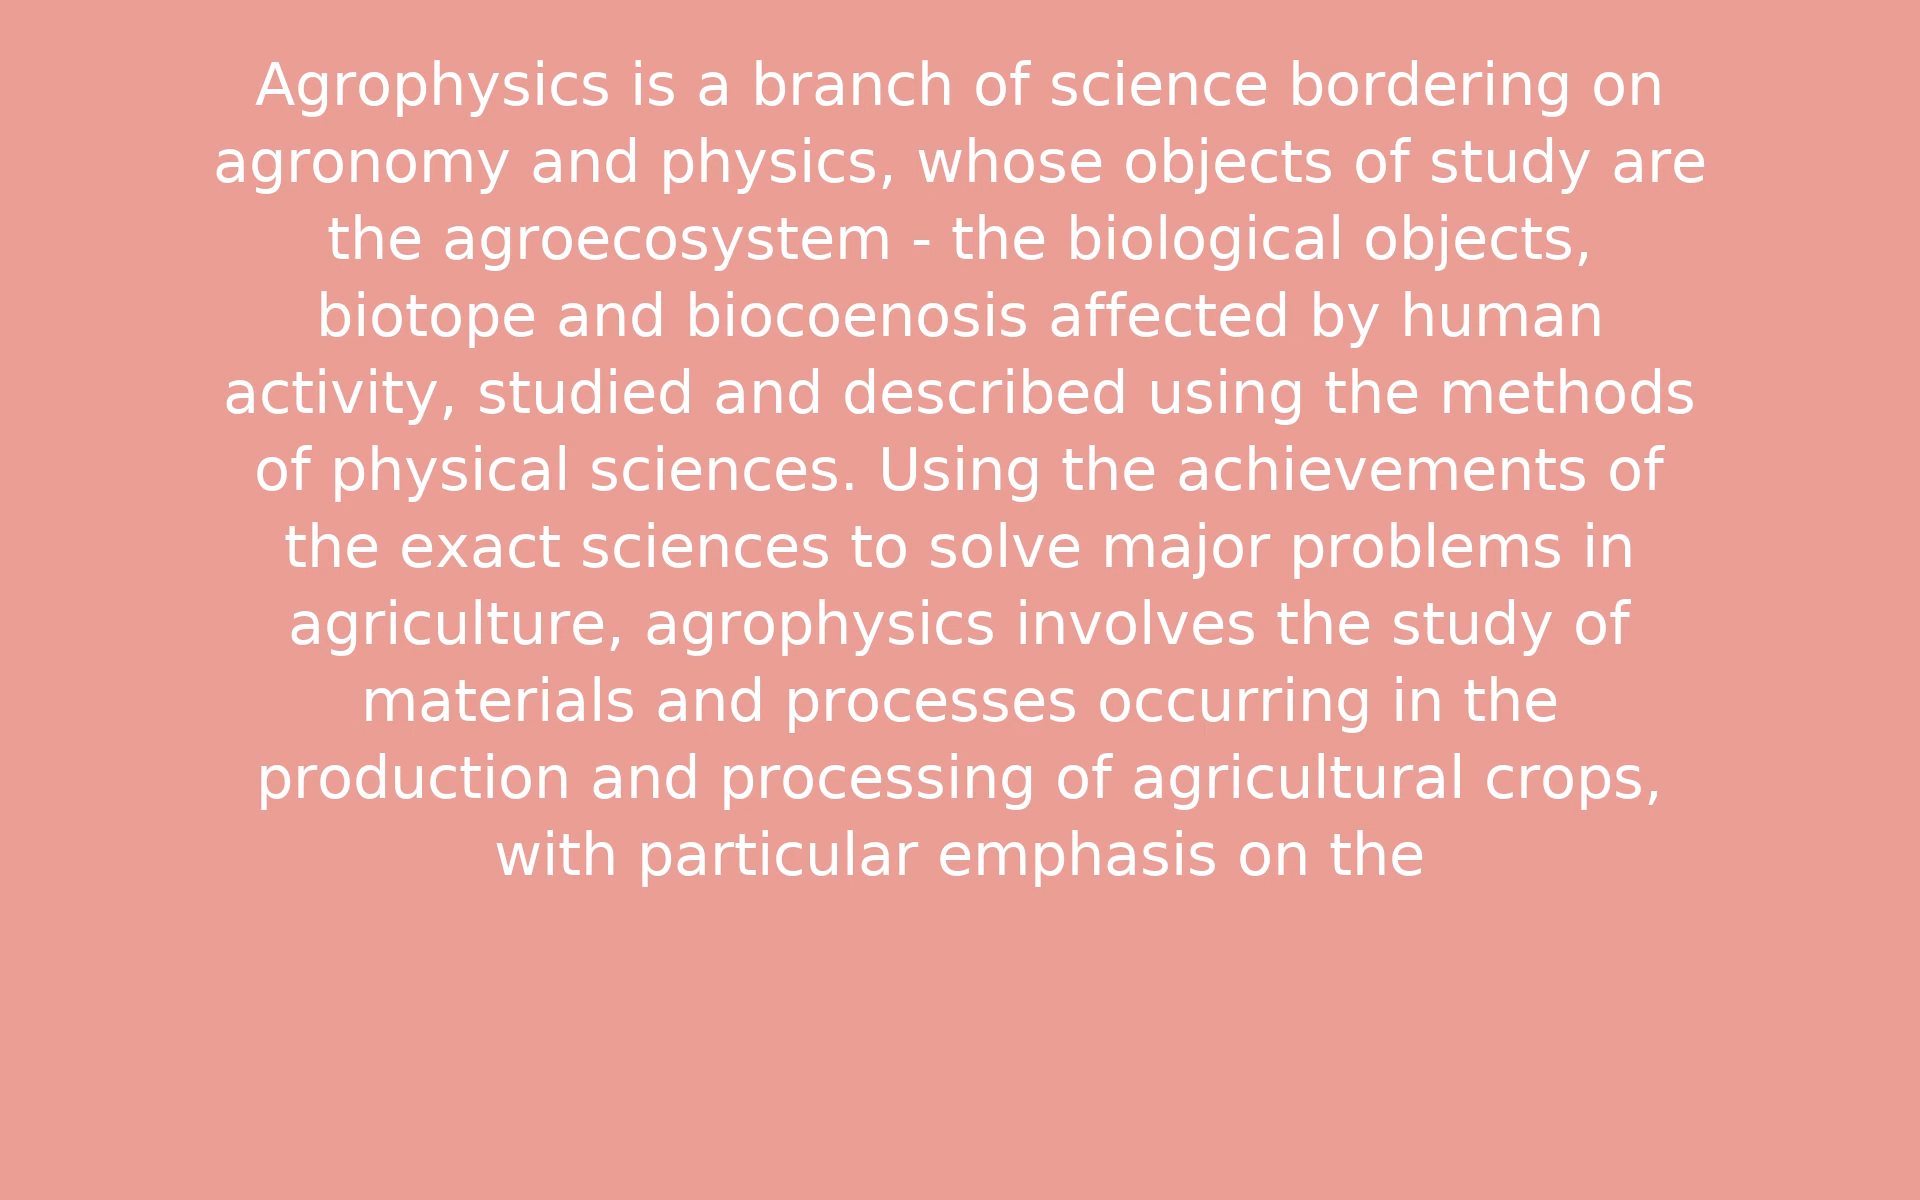 Agrophysics is a branch of science bordering on
agronomy and physics, whose objects of study are
the agroecosystem - the biological objects,
biotope and biocoenosis affected by human
activity, studied and described using the methods
of physical sciences. Using the achievements of
the exact sciences to solve major problems in
agriculture, agrophysics involves the study of
materials and processes occurring in the
production and processing of agricultural crops,
with particular emphasis on the